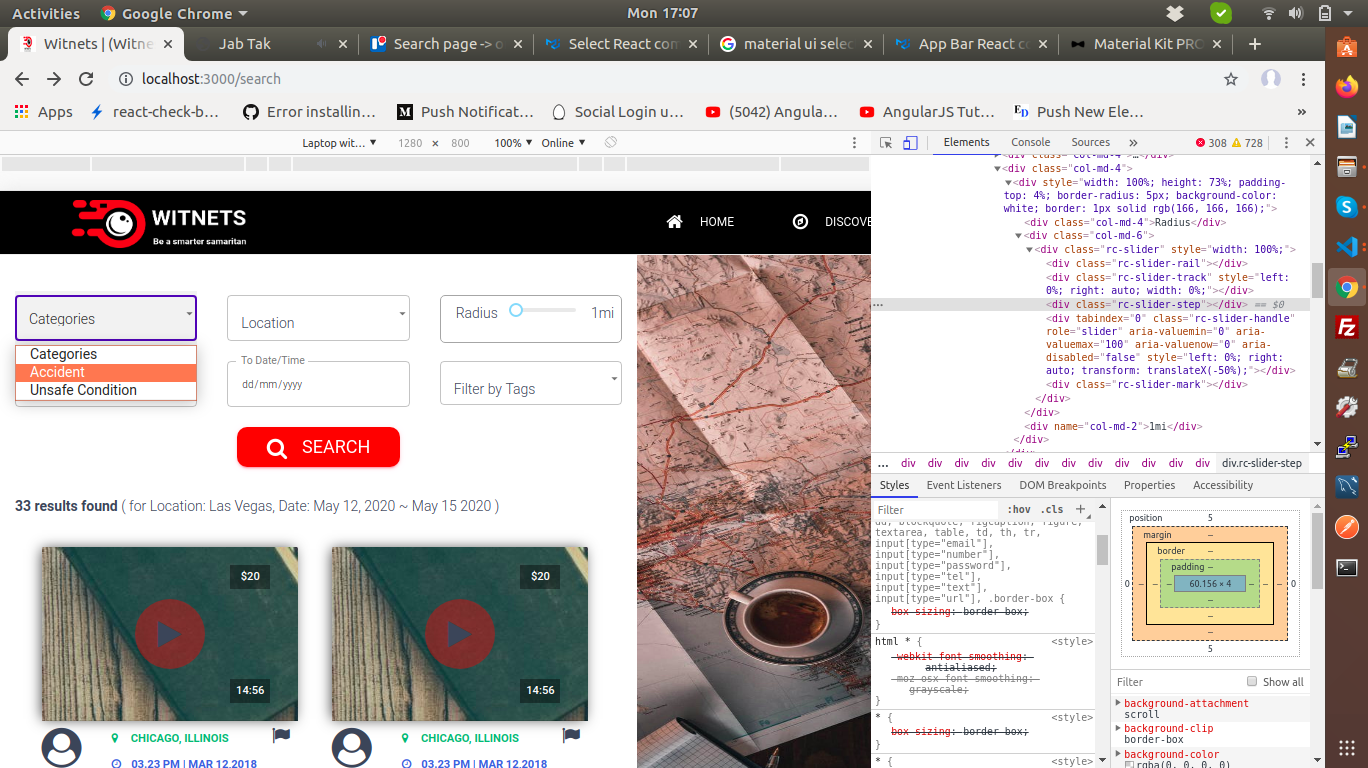 Activities
Google Chrome
Mon 17:07
Witnets | (Witne
Jab Tak
Search page -> o
Select React com
material ui selec
App Bar React co
Material Kit PRO
localhost:3000/search
Apps
react-check-b...
Error installin...
Push Notificat...
Social Login u...
(5042) Angula...
AngularJS Tut...
Push New Ele...
Laptop wit... ▼
1280 × 800
100% ▼
Online ▼
Elements
Console
Sources
308
728
WITNETS
Be a smarter samaritan
HOME
DISCOVE
Categories
Location
Radius
1mi
Categories
Accident
Unsafe Condition
To Date/Time
dd/mm/yyyy
Filter by Tags
SEARCH
33 results found ( for Location: Las Vegas, Date: May 12, 2020 ~ May 15 2020 )
$20
14:56
CHICAGO, ILLINOIS
03.23 PM | MAR 12.2018
$20
14:56
CHICAGO, ILLINOIS
03.23 PM | MAR 12.2018
<div class="col-md-4">…</div>
<div class="col-md-4">
<div style="width: 100%; height: 73%; padding-
top: 4%; border-radius: 5px; background-color:
white; border: 1px solid rgb(166, 166, 166);">
<div class="col-md-4">Radius</div>
<div class="col-md-6">
<div class="rc-slider" style="width: 100%;">
<div class="rc-slider-rail"></div>
<div class="rc-slider-track" style="left:
0%; right: auto; width: 0%;"></div>
<div class="rc-slider-step"></div> == $0
<div tabindex="0" class="rc-slider-handle"
role="slider" aria-valuemin="0" aria-
valuemax="100" aria-valuenow="0" aria-
disabled="false" style="left: 0%; right:
auto; transform: translateX(-50%);"></div>
<div class="rc-slider-mark"></div>
</div>
</div>
<div name="col-md-2">1mi</div>
</div>
... div div div div div div div div div div div div div.rc-slider-step
Styles
Event Listeners
DOM Breakpoints
Properties
Accessibility
Filter
:hov .cls +
dd, blockquote, figcaption, figure,
textarea, table, td, th, tr,
input[type="email"],
input[type="number"],
input[type="password"],
input[type="tel"],
input[type="text"],
input[type="url"], .border-box {
box-sizing: border-box;
}
html * {
<style>
-webkit-font-smoothing:
antialiased;
-moz-osx-font-smoothing:
grayscale;
}
* {
<style>
box-sizing: border-box;
}
* {
<style>
position 5
margin –
border –
padding –
0 – – – 60.156 × 4 – – – 0
–
–
–
5
Filter
Show all
background-attachment
scroll
background-clip
border-box
background-color
rgba(0, 0, 0, 0)